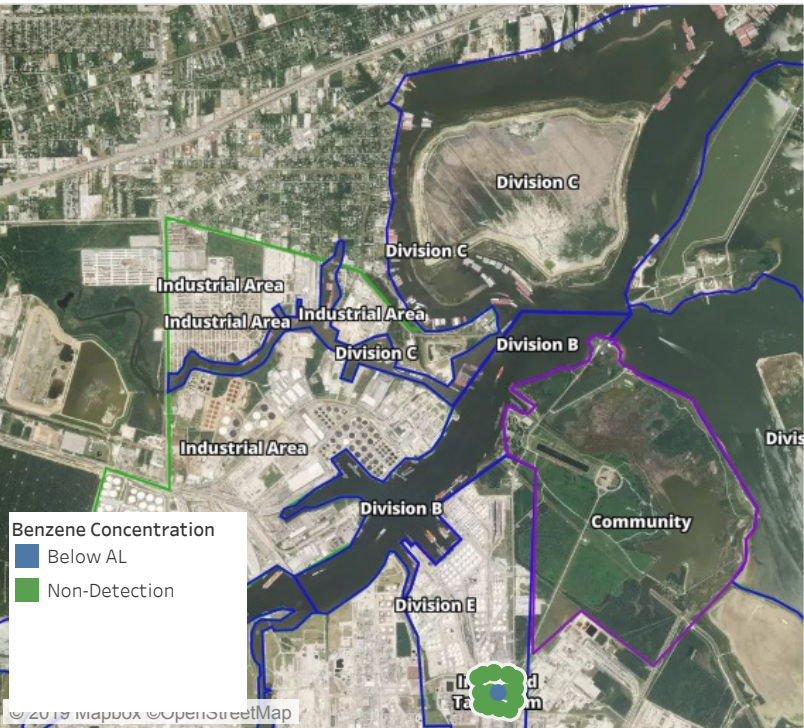 Division C
Division C
Industrial Area
Industrial Area
Industrial Area
Division C
Division B
Divis
Industrial Area
Division B
Community
Division E
Benzene Concentration
Below AL
Non-Detection
© 2019 Mapbox ©OpenStreetMap